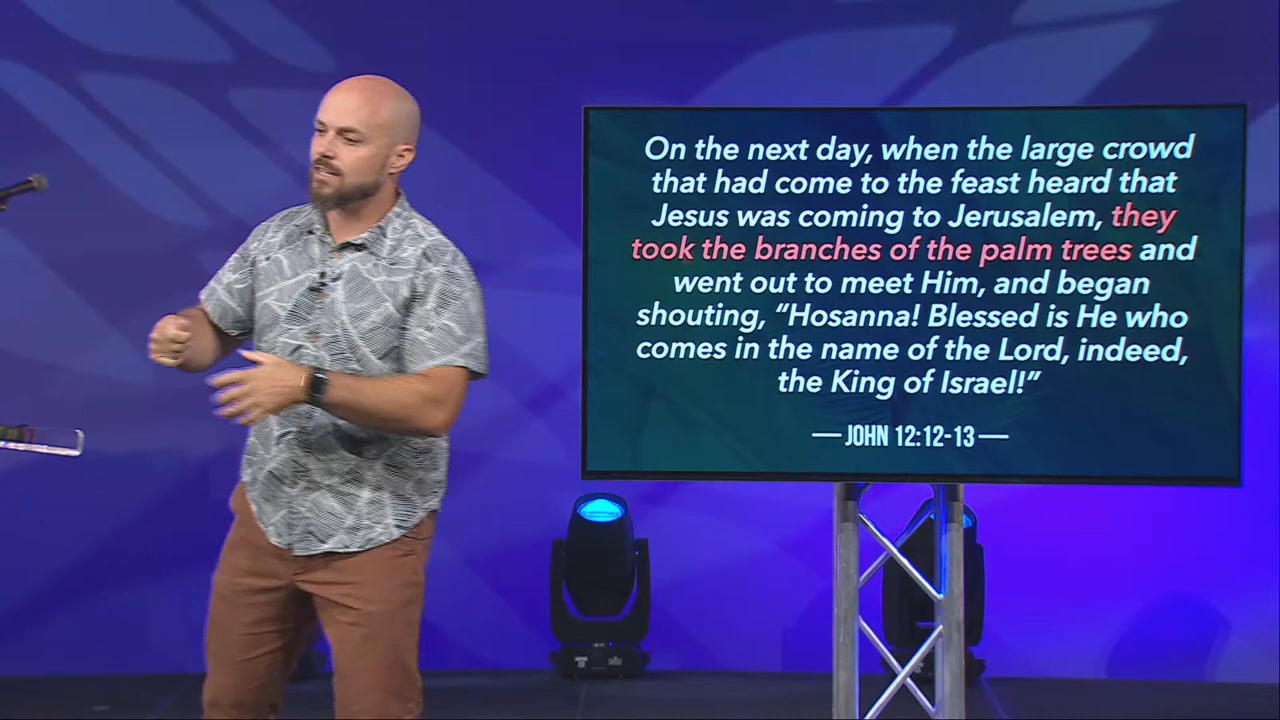 On the next day, when the large crowd
that had come to the feast heard that
Jesus was coming to Jerusalem, they
took the branches of the palm trees and
went out to meet Him, and began
shouting, “Hosanna! Blessed is He who
comes in the name of the Lord, indeed,
the King of Israel!“
— JOHN 12:12-13 —